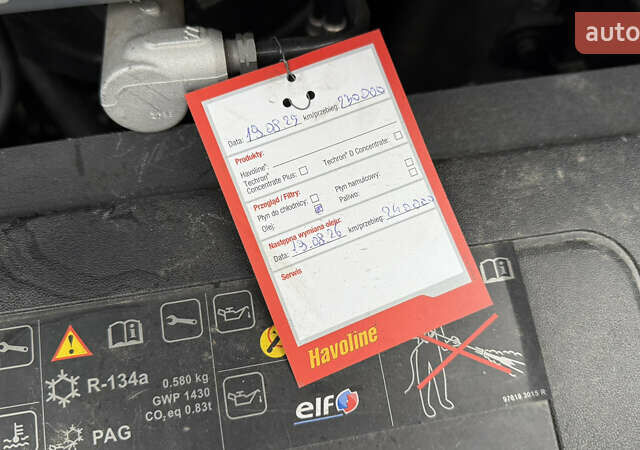 auto
Data: 19.08.25 km/przebieg: 230000
Produkty:
Havoline®:
Techron®
Concentrate Plus:
Techron® D Concentrate:
Przegląd / Filtry:
Płyn do chłodnicy:
Płyn hamulcowy:
Olej:
Paliwo:
Następna wymiana oleju:
Data: 19.08.26 km/przebieg: 240000
Serwis
Havoline
R-134a
0.580 kg
GWP 1430
CO₂ eq 0.83t
PAG
elf
97618 3015 R